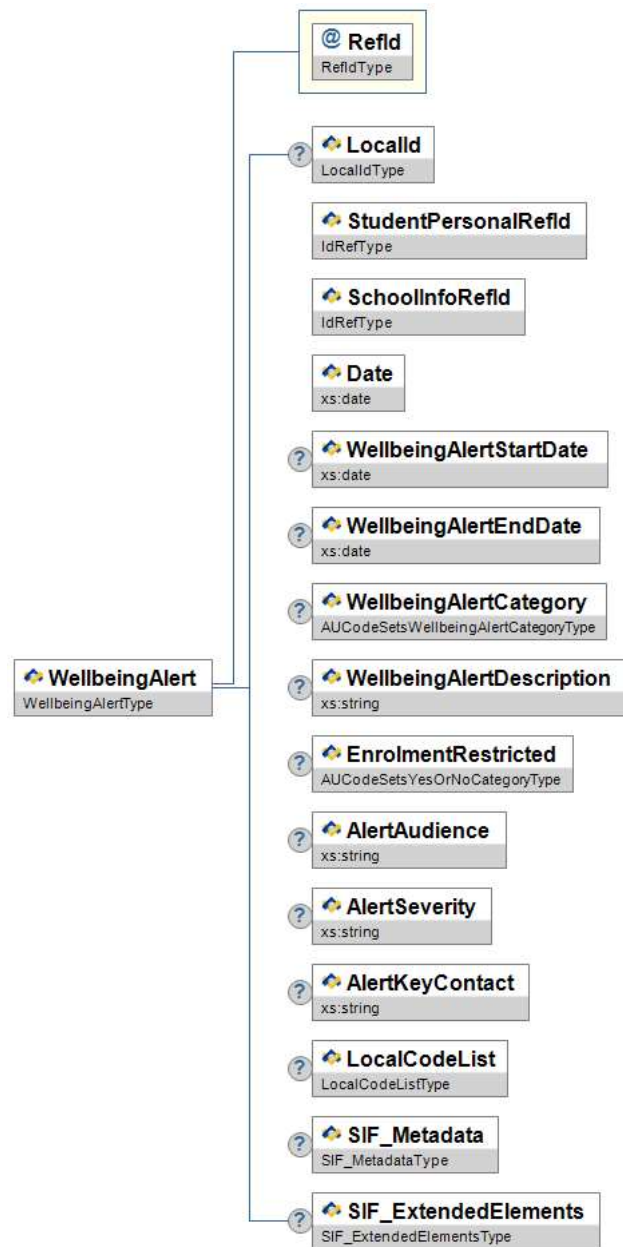 @ RefId
RefIdType
? LocalId
LocalIdType
StudentPersonalRefId
IdRefType
SchoolInfoRefId
IdRefType
Date
xs:date
? WellbeingAlertStartDate
xs:date
? WellbeingAlertEndDate
xs:date
? WellbeingAlertCategory
AUCodeSetsWellbeingAlertCategoryType
WellbeingAlert
WellbeingAlertType
? WellbeingAlertDescription
xs:string
? EnrolmentRestricted
AUCodeSetsYesOrNoCategoryType
? AlertAudience
xs:string
? AlertSeverity
xs:string
? AlertKeyContact
xs:string
? LocalCodeList
LocalCodeListType
? SIF_Metadata
SIF_MetadataType
? SIF_ExtendedElements
SIF_ExtendedElementsType